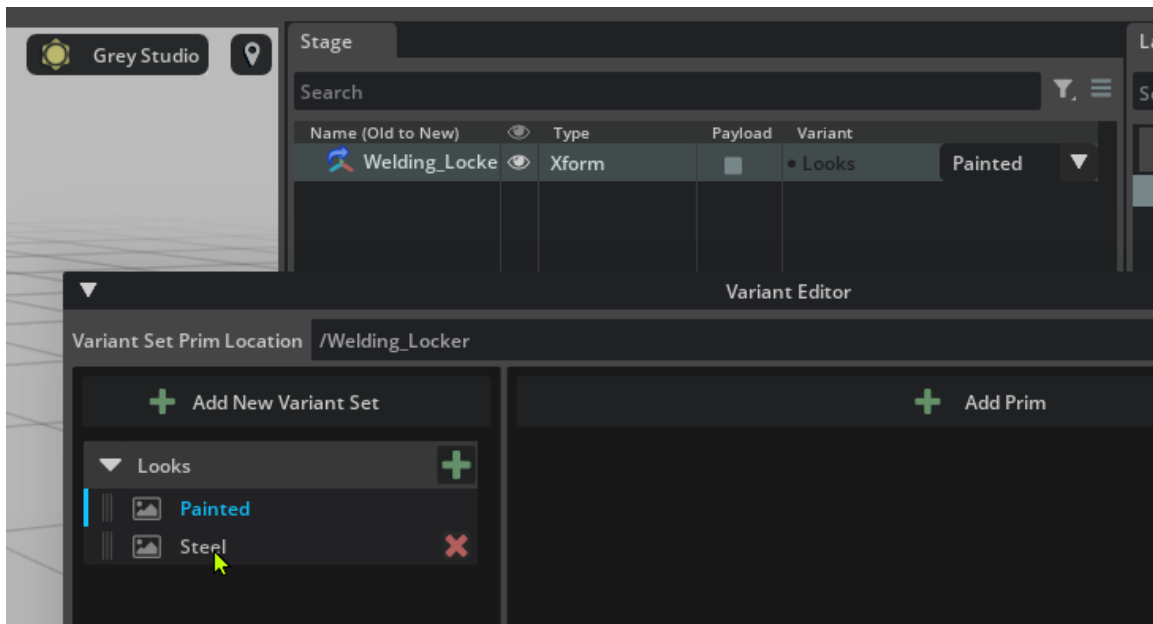 Grey Studio
Stage
Search
Name (Old to New) Type Payload Variant
Welding_Locke Xform • Looks Painted
Variant Editor
Variant Set Prim Location /Welding_Locker
Add New Variant Set
Add Prim
Looks
Painted
Steel